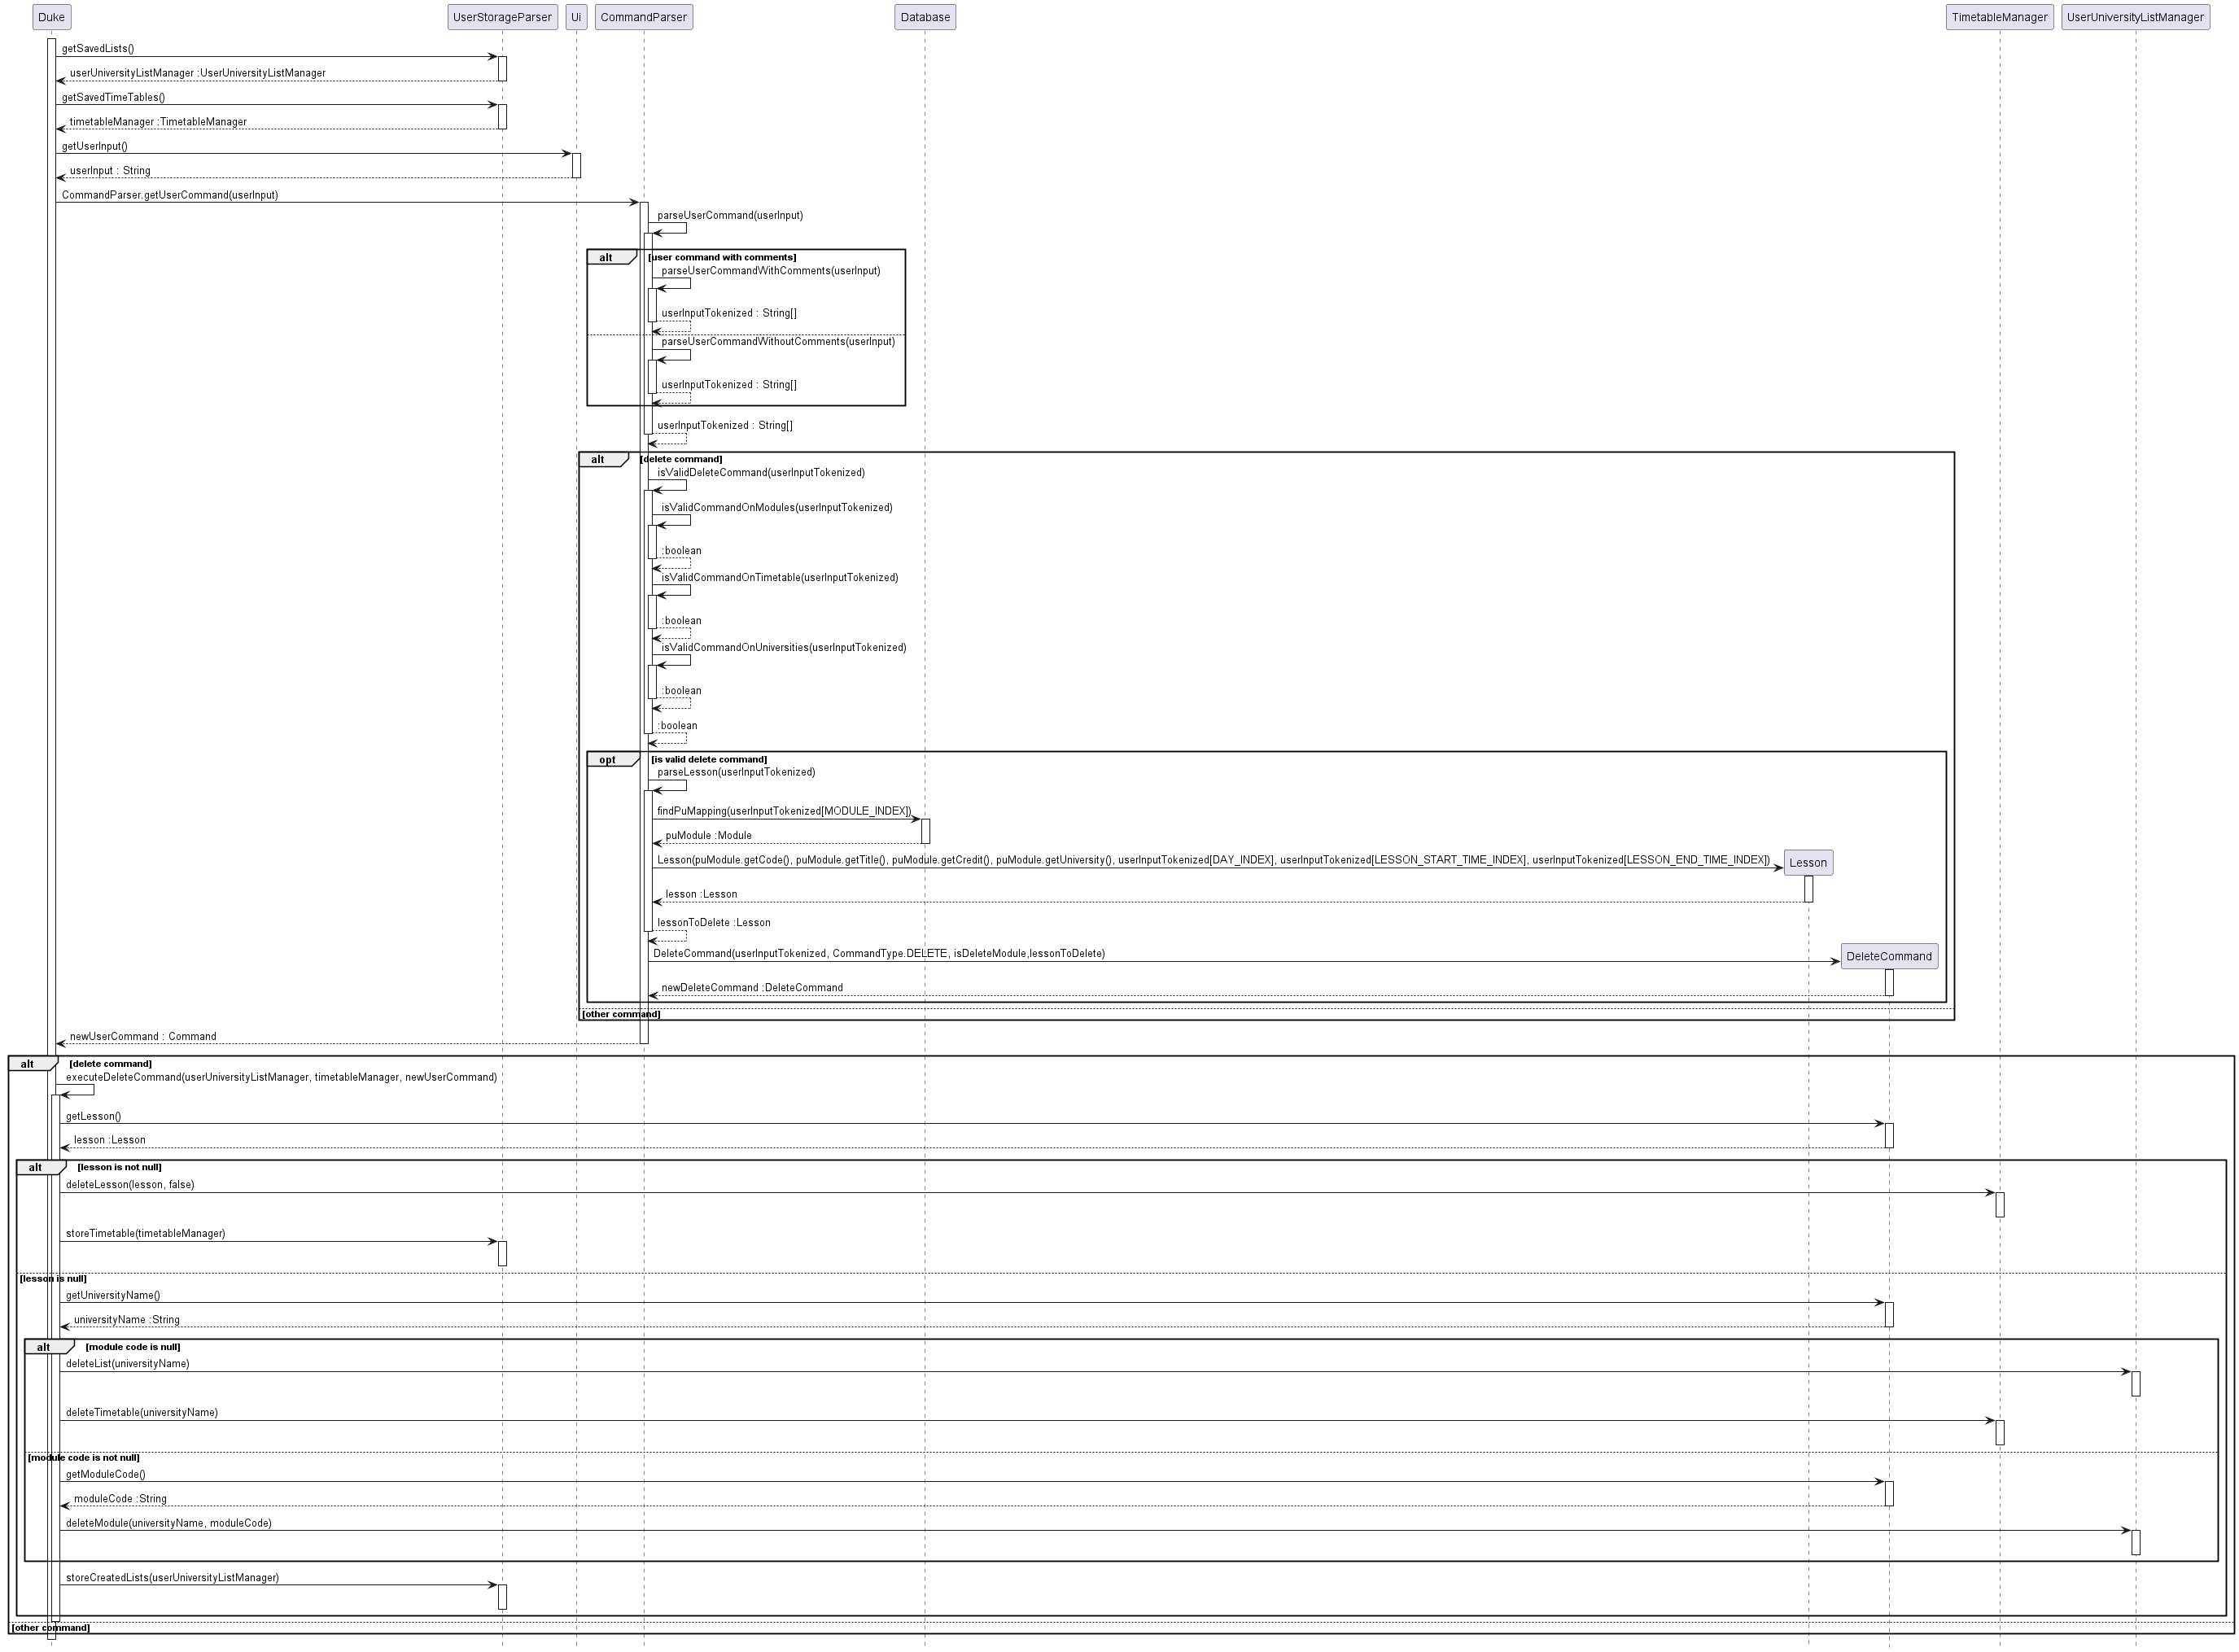 Duke
UserStorageParser
Ui
CommandParser
Database
TimetableManager
UserUniversityListManager
getSavedLists()
userUniversityListManager :UserUniversityListManager
getSavedTimeTables()
timetableManager :TimetableManager
getUserInput()
userInput : String
CommandParser.getUserCommand(userInput)
parseUserCommand(userInput)
alt
[user command with comments]
parseUserCommandWithComments(userInput)
userInputTokenized : String[]
parseUserCommandWithoutComments(userInput)
userInputTokenized : String[]
userInputTokenized : String[]
alt
[delete command]
isValidDeleteCommand(userInputTokenized)
isValidCommandOnModules(userInputTokenized)
:boolean
isValidCommandOnTimetable(userInputTokenized)
:boolean
isValidCommandOnUniversities(userInputTokenized)
:boolean
:boolean
opt
[is valid delete command]
parseLesson(userInputTokenized)
findPuMapping(userInputTokenized[MODULE_INDEX])
puModule :Module
Lesson(puModule.getCode(), puModule.getTitle(), puModule.getCredit(), puModule.getUniversity(), userInputTokenized[DAY_INDEX], userInputTokenized[LESSON_START_TIME_INDEX], userInputTokenized[LESSON_END_TIME_INDEX])
Lesson
lesson :Lesson
lessonToDelete :Lesson
DeleteCommand(userInputTokenized, CommandType.DELETE, isDeleteModule,lessonToDelete)
DeleteCommand
newDeleteCommand :DeleteCommand
[other command]
newUserCommand : Command
alt
[delete command]
executeDeleteCommand(userUniversityListManager, timetableManager, newUserCommand)
getLesson()
lesson :Lesson
alt
[lesson is not null]
deleteLesson(lesson, false)
storeTimetable(timetableManager)
[lesson is null]
getUniversityName()
universityName :String
alt
[module code is null]
deleteList(universityName)
deleteTimetable(universityName)
[module code is not null]
getModuleCode()
moduleCode :String
deleteModule(universityName, moduleCode)
storeCreatedLists(userUniversityListManager)
[other command]